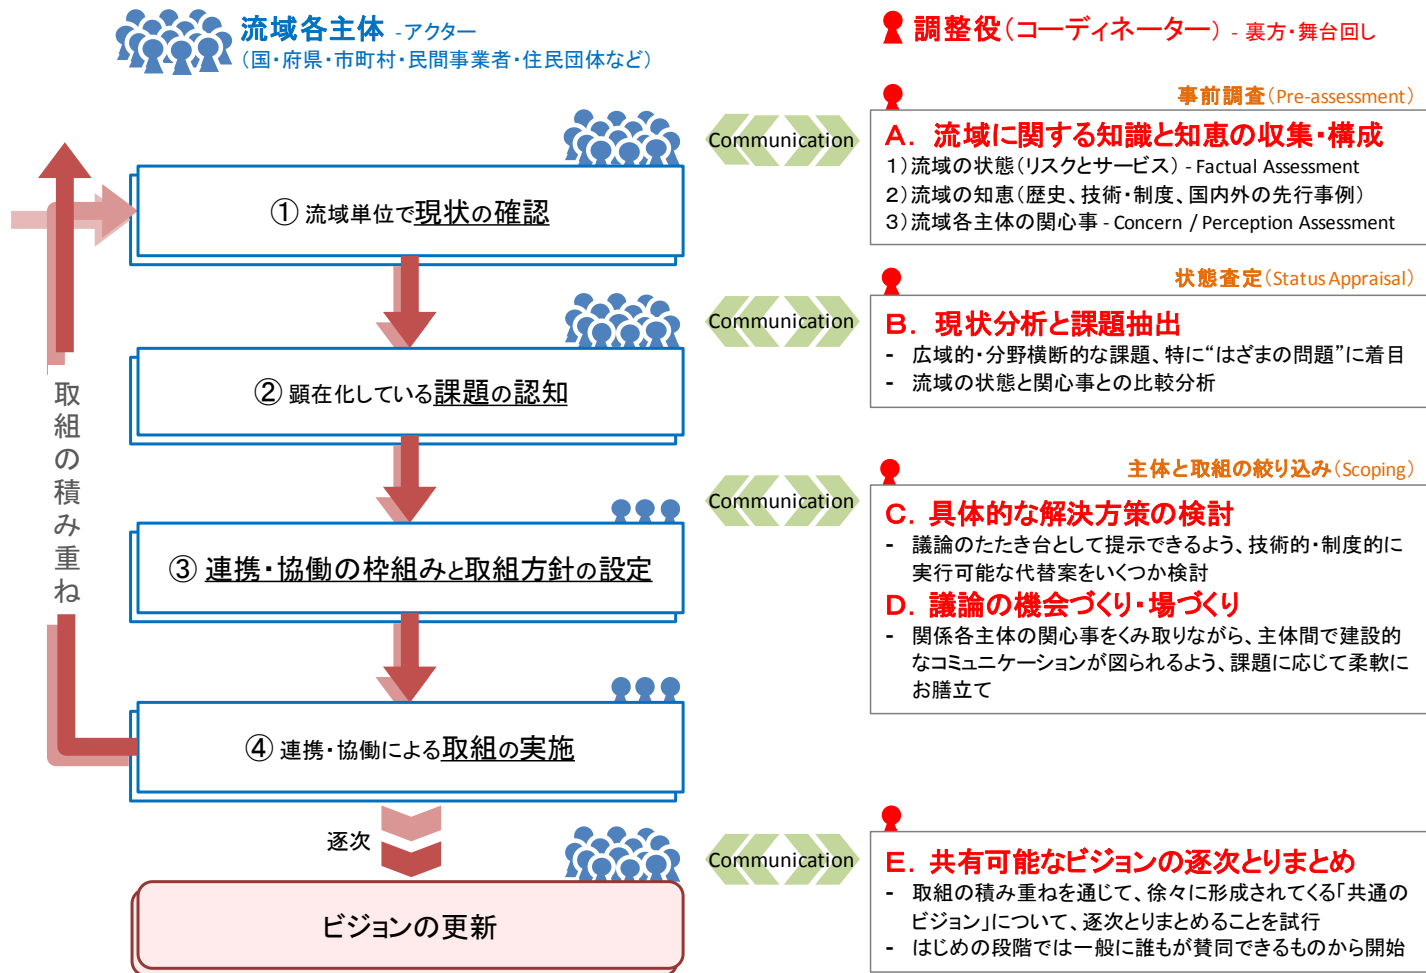 流域各主体 - アクター
(国・府県・市町村・民間事業者・住民団体など)
調整役(コーディネーター) - 裏方・舞台回し
取組の積み重ね
① 流域単位で現状の確認
② 顕在化している課題の認知
③ 連携・協働の枠組みと取組方針の設定
④ 連携・協働による取組の実施
逐次
ビジョンの更新
Communication
Communication
Communication
Communication
事前調査(Pre-assessment)
A. 流域に関する知識と知恵の収集・構成
1)流域の状態(リスクとサービス) - Factual Assessment
2)流域の知恵(歴史、技術・制度、国内外の先行事例)
3)流域各主体の関心事 - Concern / Perception Assessment
状態査定(Status Appraisal)
B. 現状分析と課題抽出
- 広域的・分野横断的な課題、特に“はざまの問題”に着目
- 流域の状態と関心事との比較分析
主体と取組の絞り込み(Scoping)
C. 具体的な解決方策の検討
- 議論のたたき台として提示できるよう、技術的・制度的に
実行可能な代替案をいくつか検討
D. 議論の機会づくり・場づくり
- 関係各主体の関心事をくみ取りながら、主体間で建設的
なコミュニケーションが図られるよう、課題に応じて柔軟に
お膳立て
E. 共有可能なビジョンの逐次とりまとめ
- 取組の積み重ねを通じて、徐々に形成されてくる「共通の
ビジョン」について、逐次とりまとめることを試行
- はじめの段階では一般に誰もが賛同できるものから開始